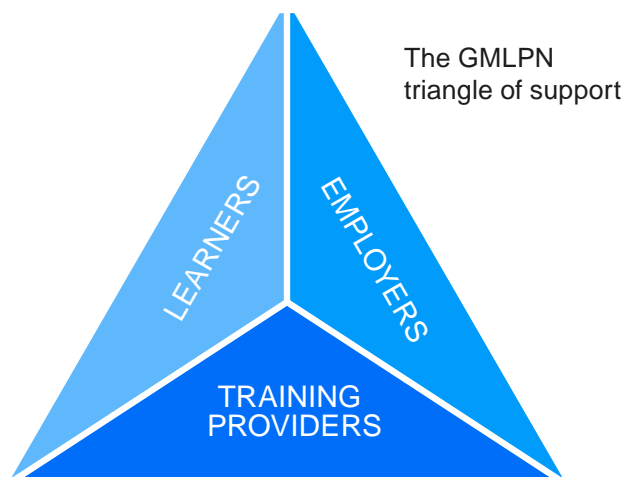 The GMLPN
triangle of support
LEARNERS
EMPLOYERS
TRAINING
PROVIDERS